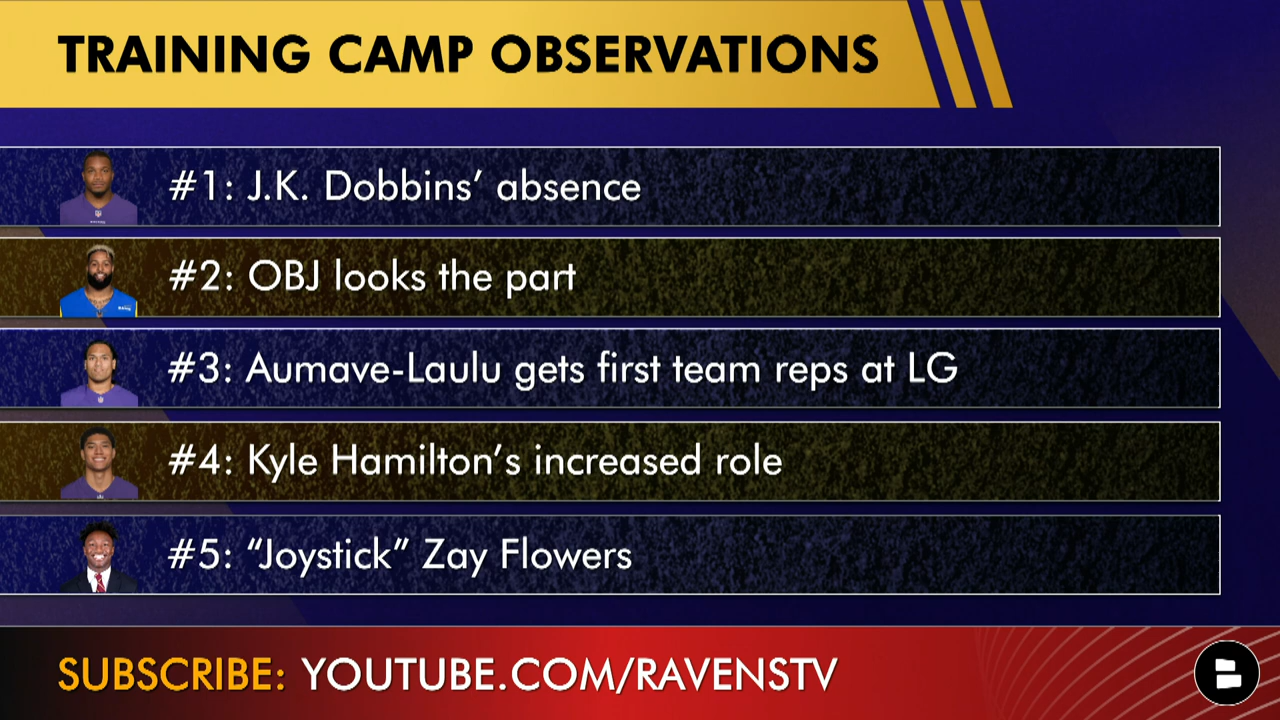 TRAINING CAMP OBSERVATIONS
#1: J.K. Dobbins’ absence
#2: OBJ looks the part
#3: Aumave-Laulu gets first team reps at LG
#4: Kyle Hamilton’s increased role
#5: “Joystick” Zay Flowers
SUBSCRIBE: YOUTUBE.COM/RAVENSTV